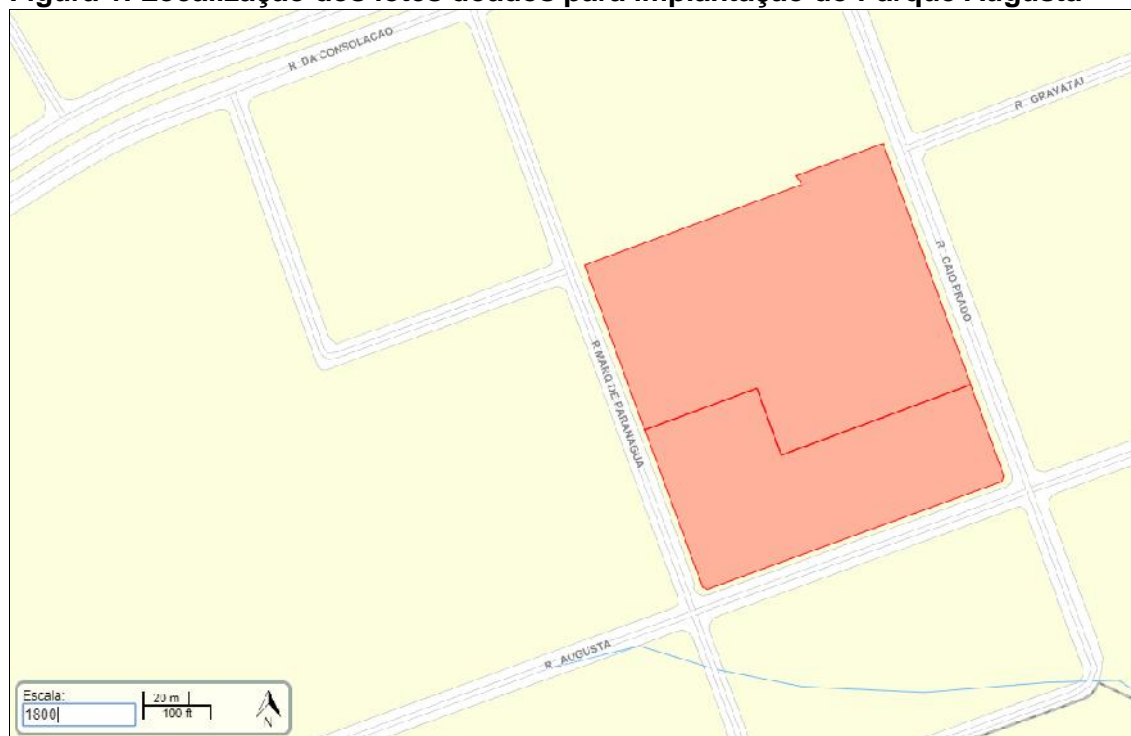 Figura 1: Localização dos lotes doados para implantação do Parque Augusta
R DA CONSOLACAO
R GRAVATAI
R CAIO PRADO
R MARQ DE PARANAGUA
R AUGUSTA
Escala:
1800
20 m
100 ft
N